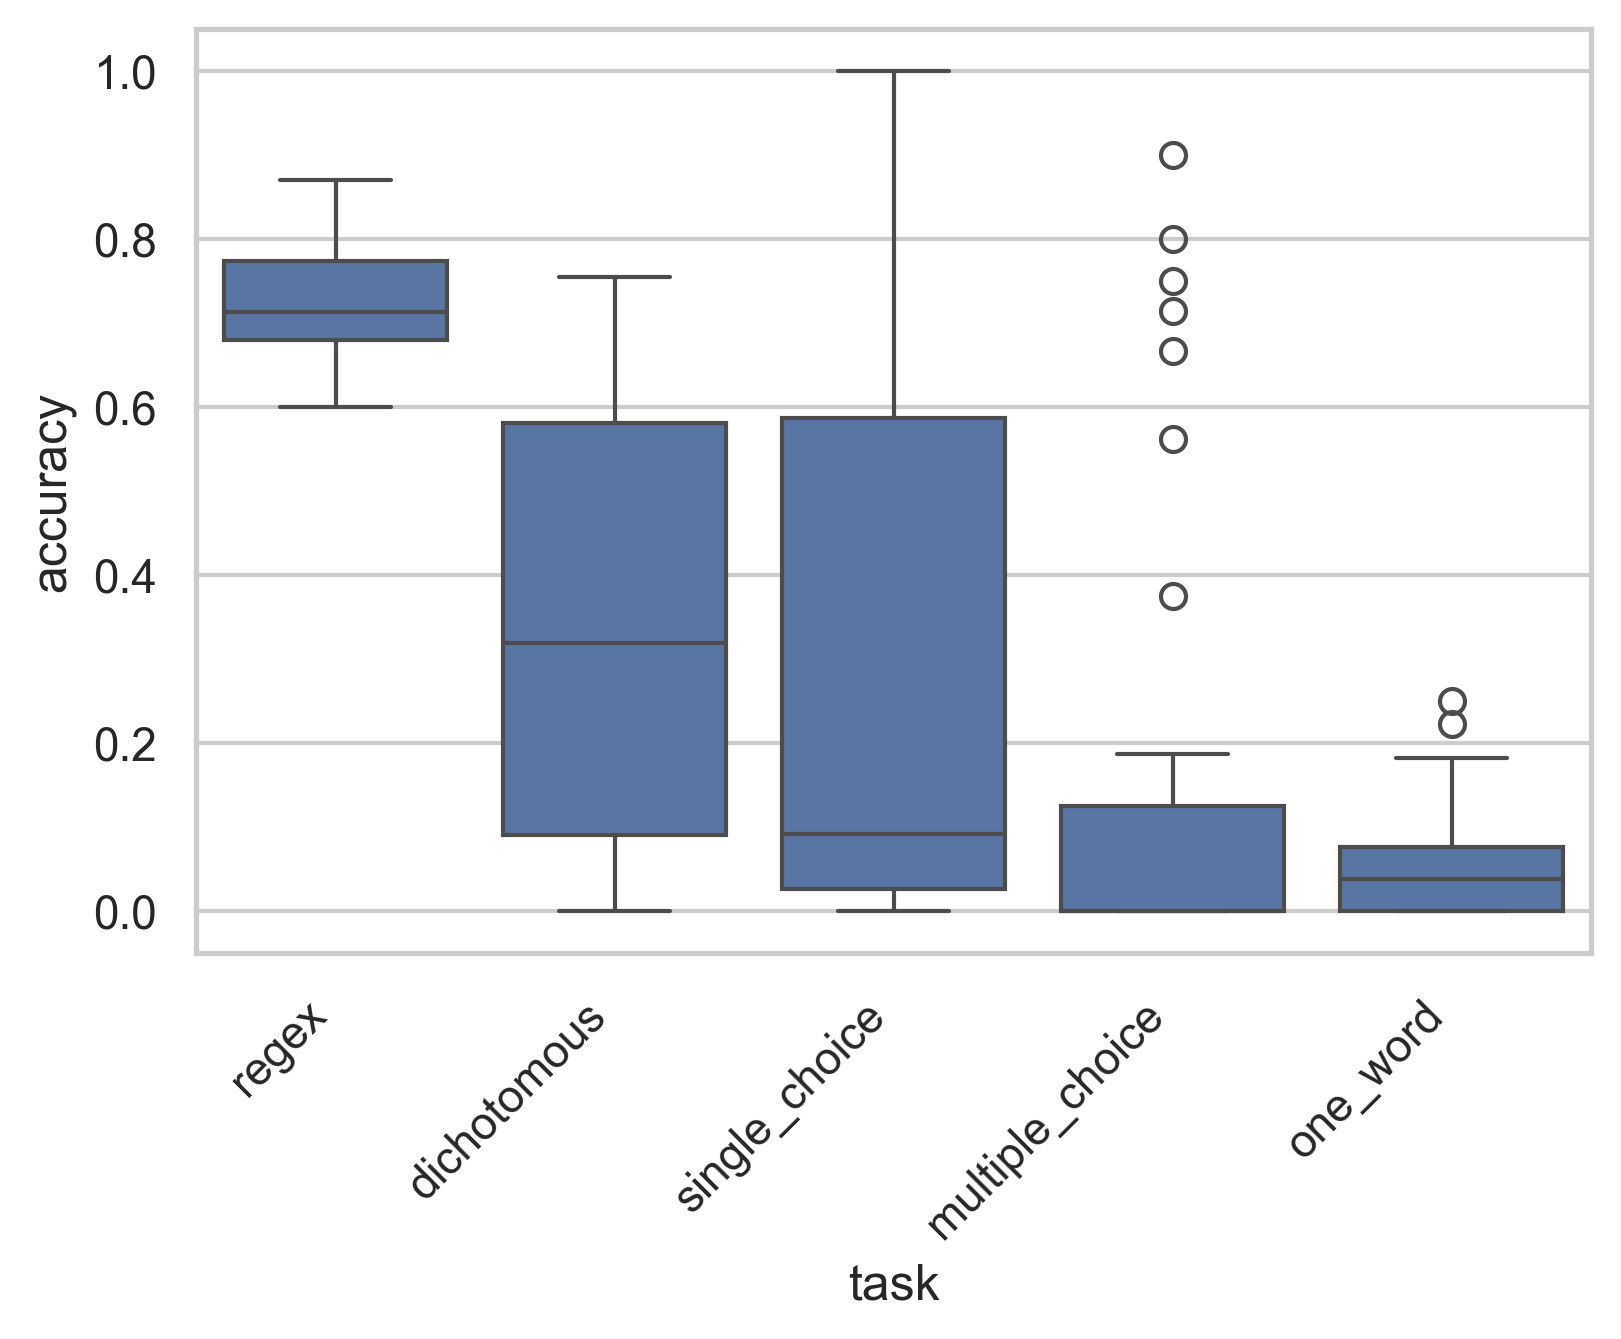 1.0
0.8
0.6
0.4
0.2
0.0
accuracy
regex
dichotomous
single_choice
multiple_choice
one_word
task